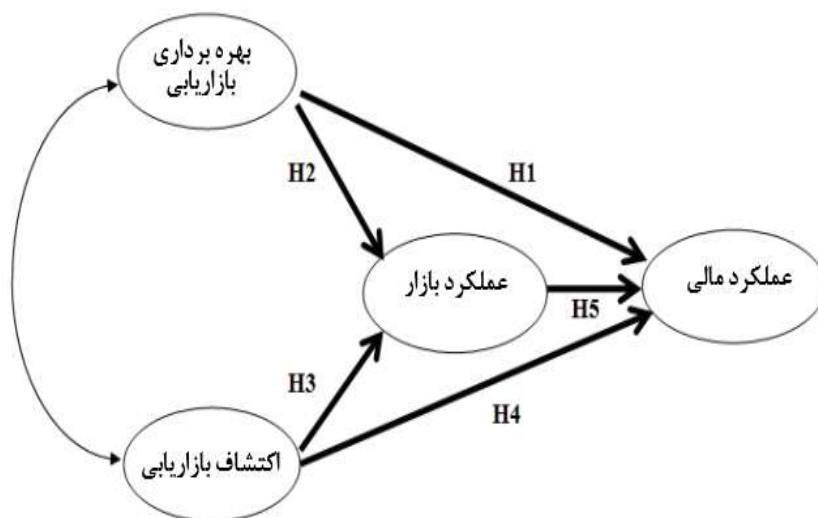 بهره برداری
بازاریابی
H1
H2
عملکرد بازار
عملکرد مالی
H5
H3
H4
اکتشاف بازاریابی